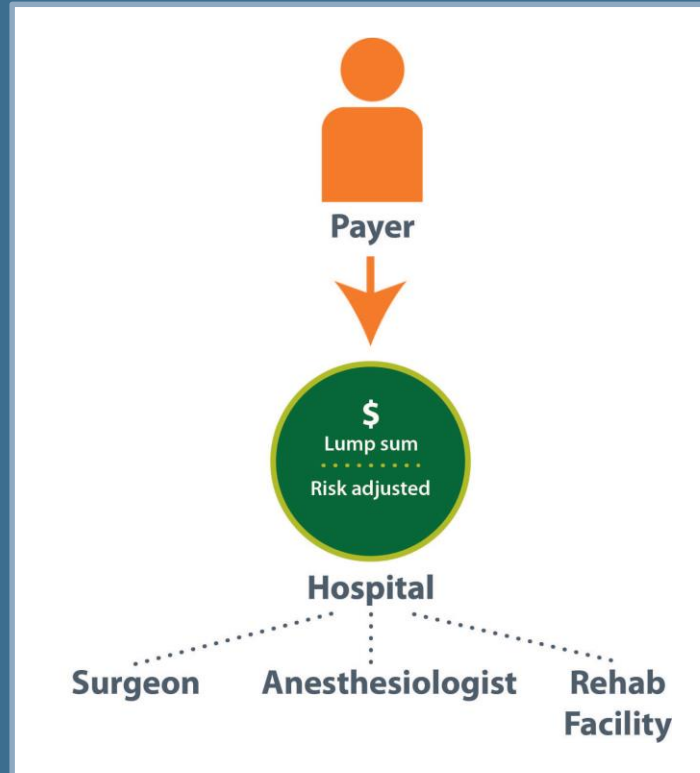 Payer
$
Lump sum
Risk adjusted
Hospital
Surgeon
Anesthesiologist
Rehab
Facility